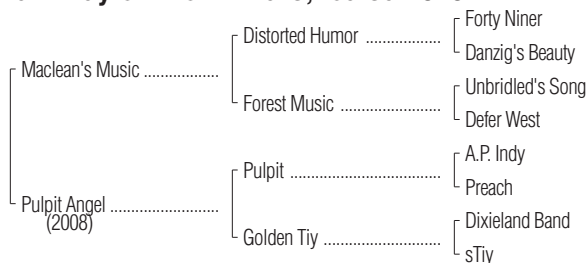 Forty Niner
Distorted Humor
Danzig's Beauty
Maclean's Music
Unbridled's Song
Forest Music
Defer West
A.P. Indy
Pulpit
Preach
Pulpit Angel
(2008)
Dixieland Band
Golden Tiy
sTiy